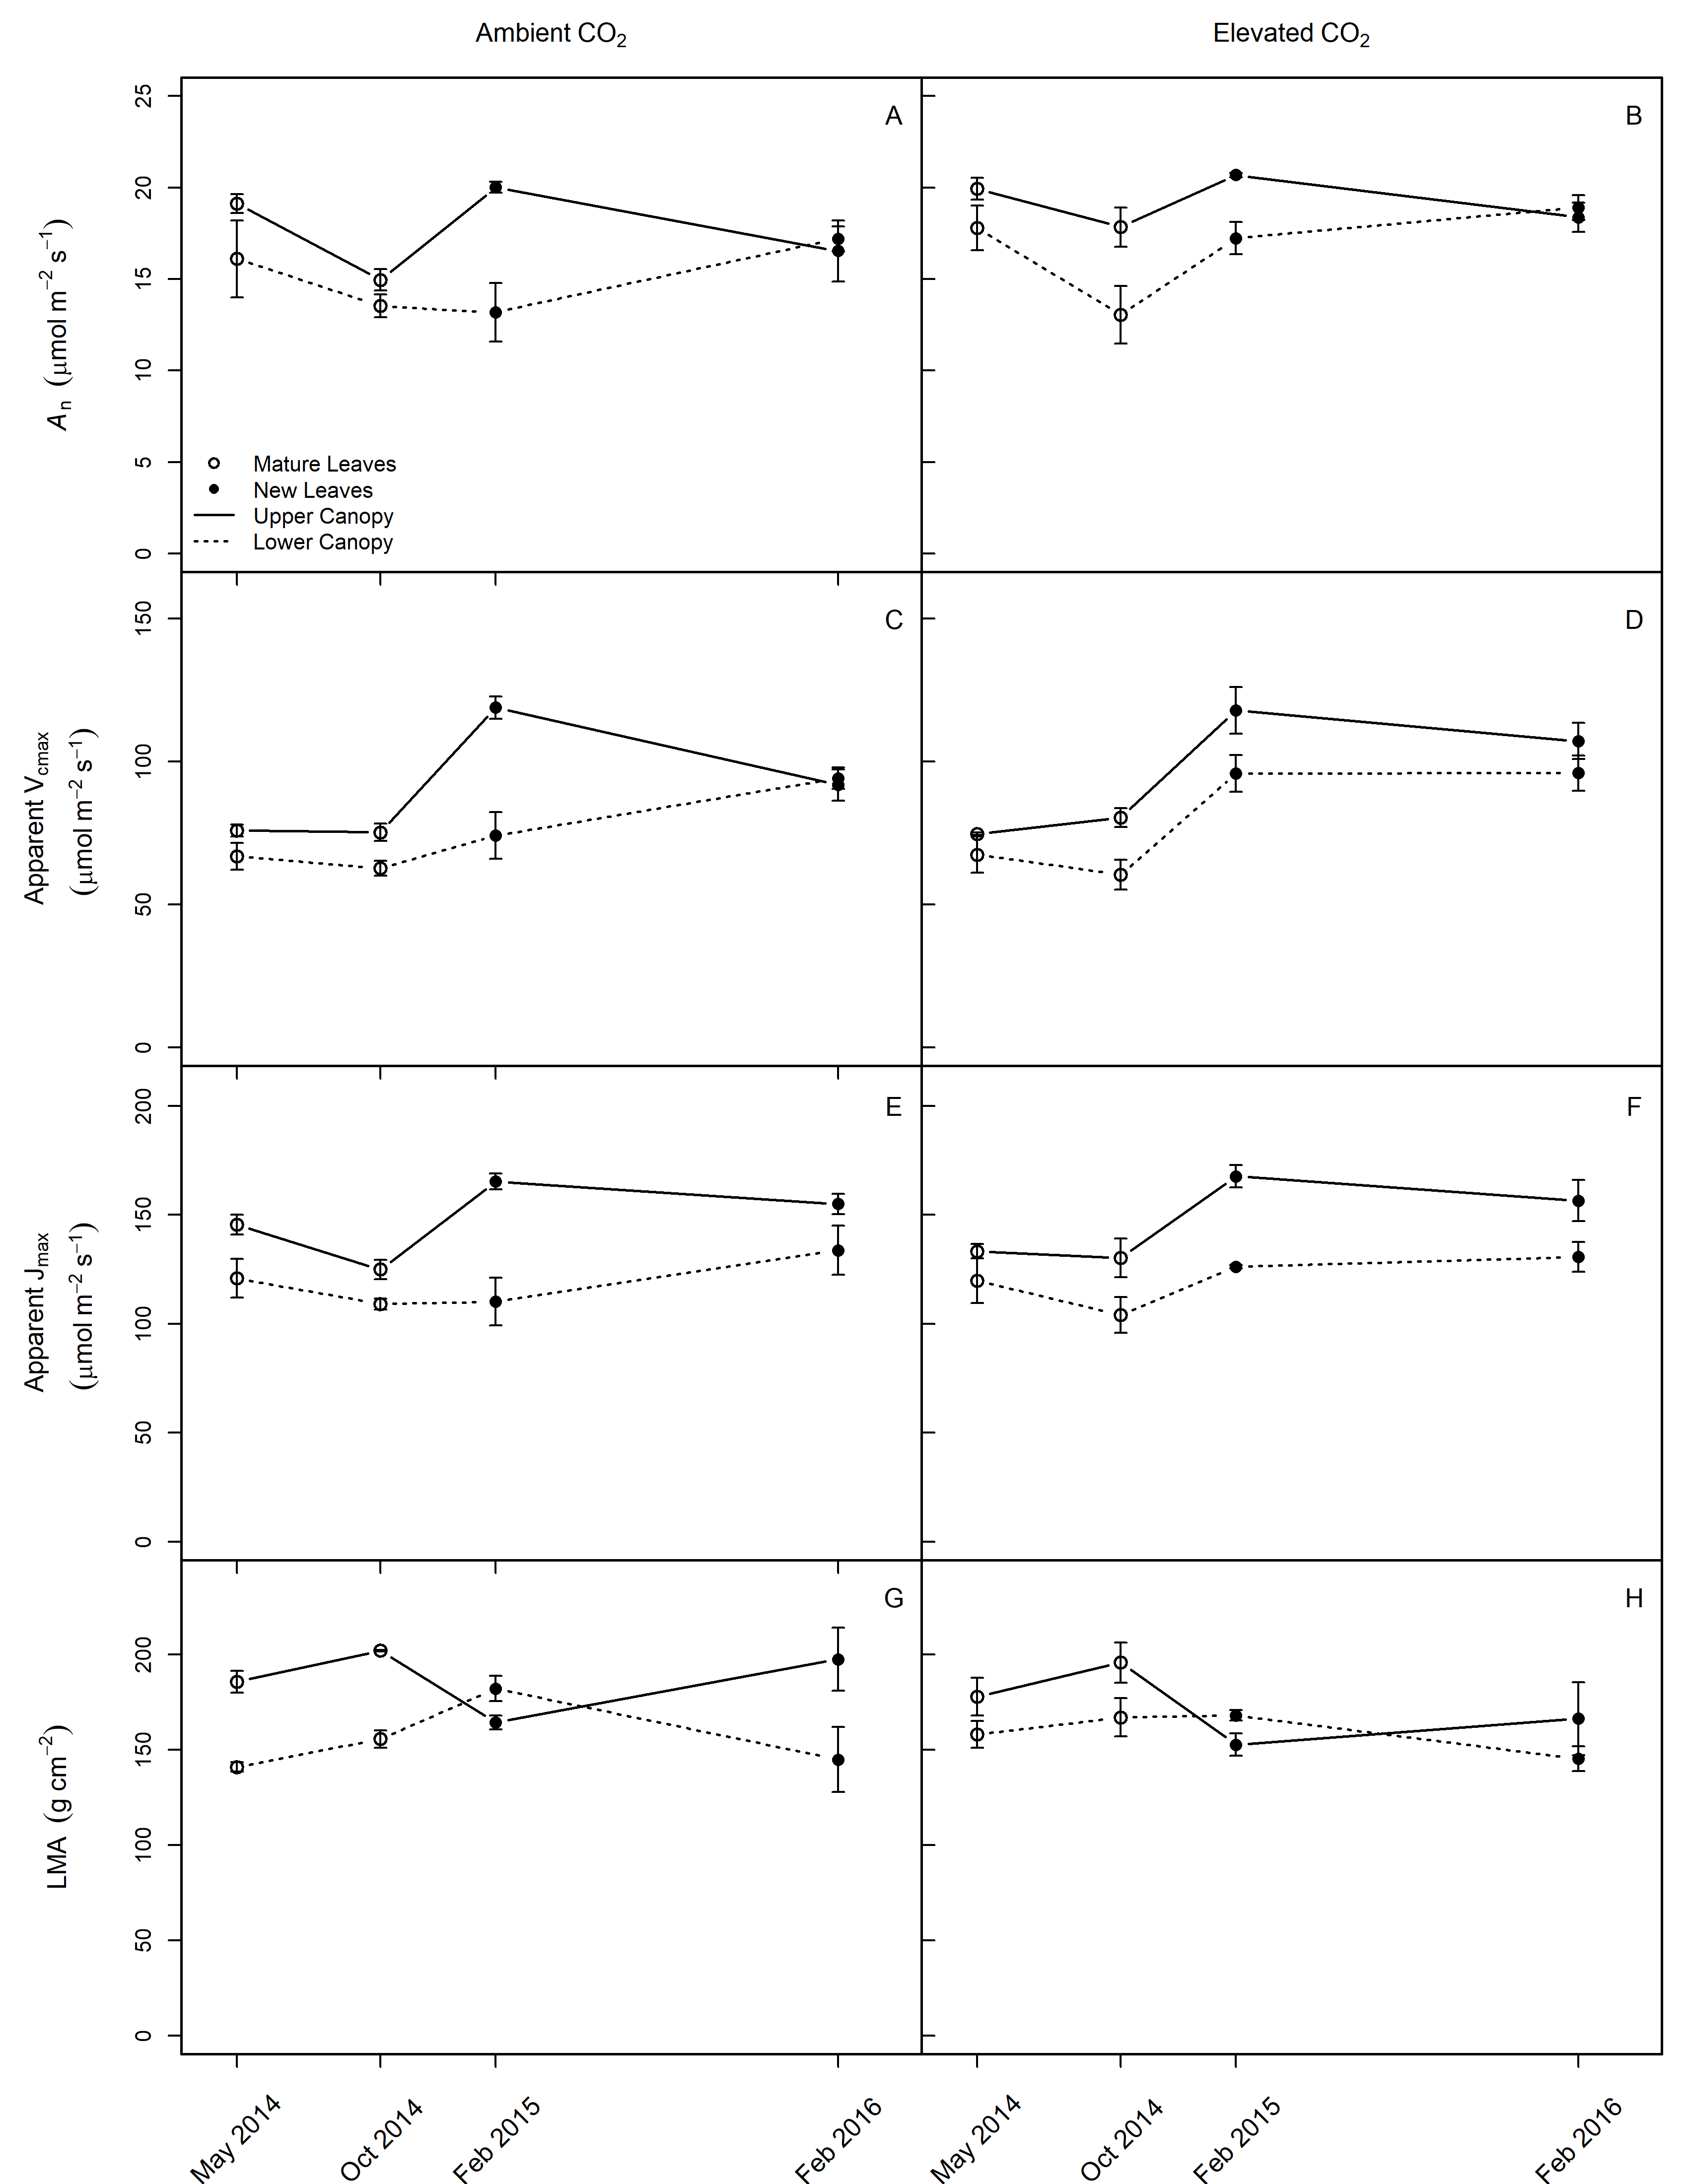 Ambient CO2
Elevated CO2
An (μmol m−2 s−1)
25
20
15
10
5
0
A
B
Mature Leaves
New Leaves
Upper Canopy
Lower Canopy
Apparent Vcmax
(μmol m−2 s−1)
150
100
50
0
C
D
Apparent Jmax
(μmol m−2 s−1)
200
150
100
50
0
E
F
LMA (g cm−2)
200
150
100
50
0
G
H
May 2014
Oct 2014
Feb 2015
Feb 2016
May 2014
Oct 2014
Feb 2015
Feb 2016